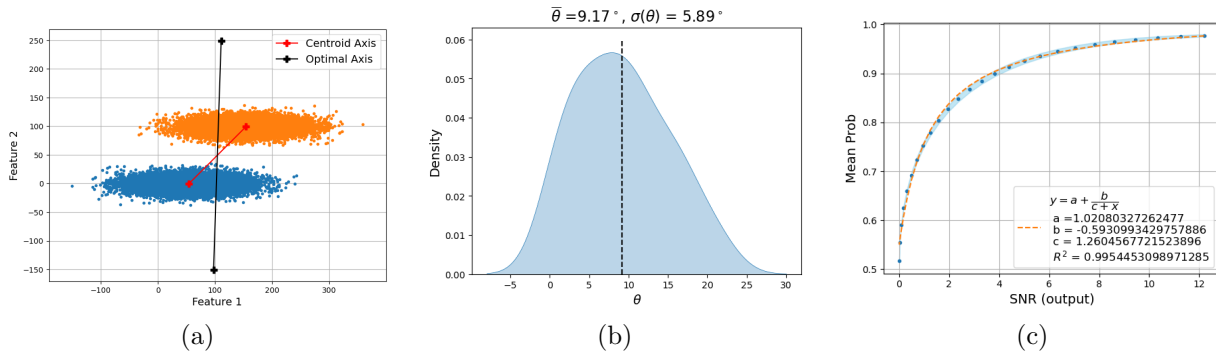 250
200
150
100
50
0
−50
−100
−150
−100
0
100
200
300
Feature 2
Feature 1
Centroid Axis
Optimal Axis
(a)
θ̅ =9.17°, σ(θ) = 5.89°
0.06
0.05
0.04
0.03
0.02
0.01
0.00
−5
0
5
10
15
20
25
30
Density
θ
(b)
1.0
0.9
0.8
0.7
0.6
0.5
0
2
4
6
8
10
12
Mean Prob
SNR (output)
y = a + b/(c + x)
a =1.02080327262477
b = -0.5930993429757886
c = 1.2604567721523896
R² = 0.9954453098971285
(c)